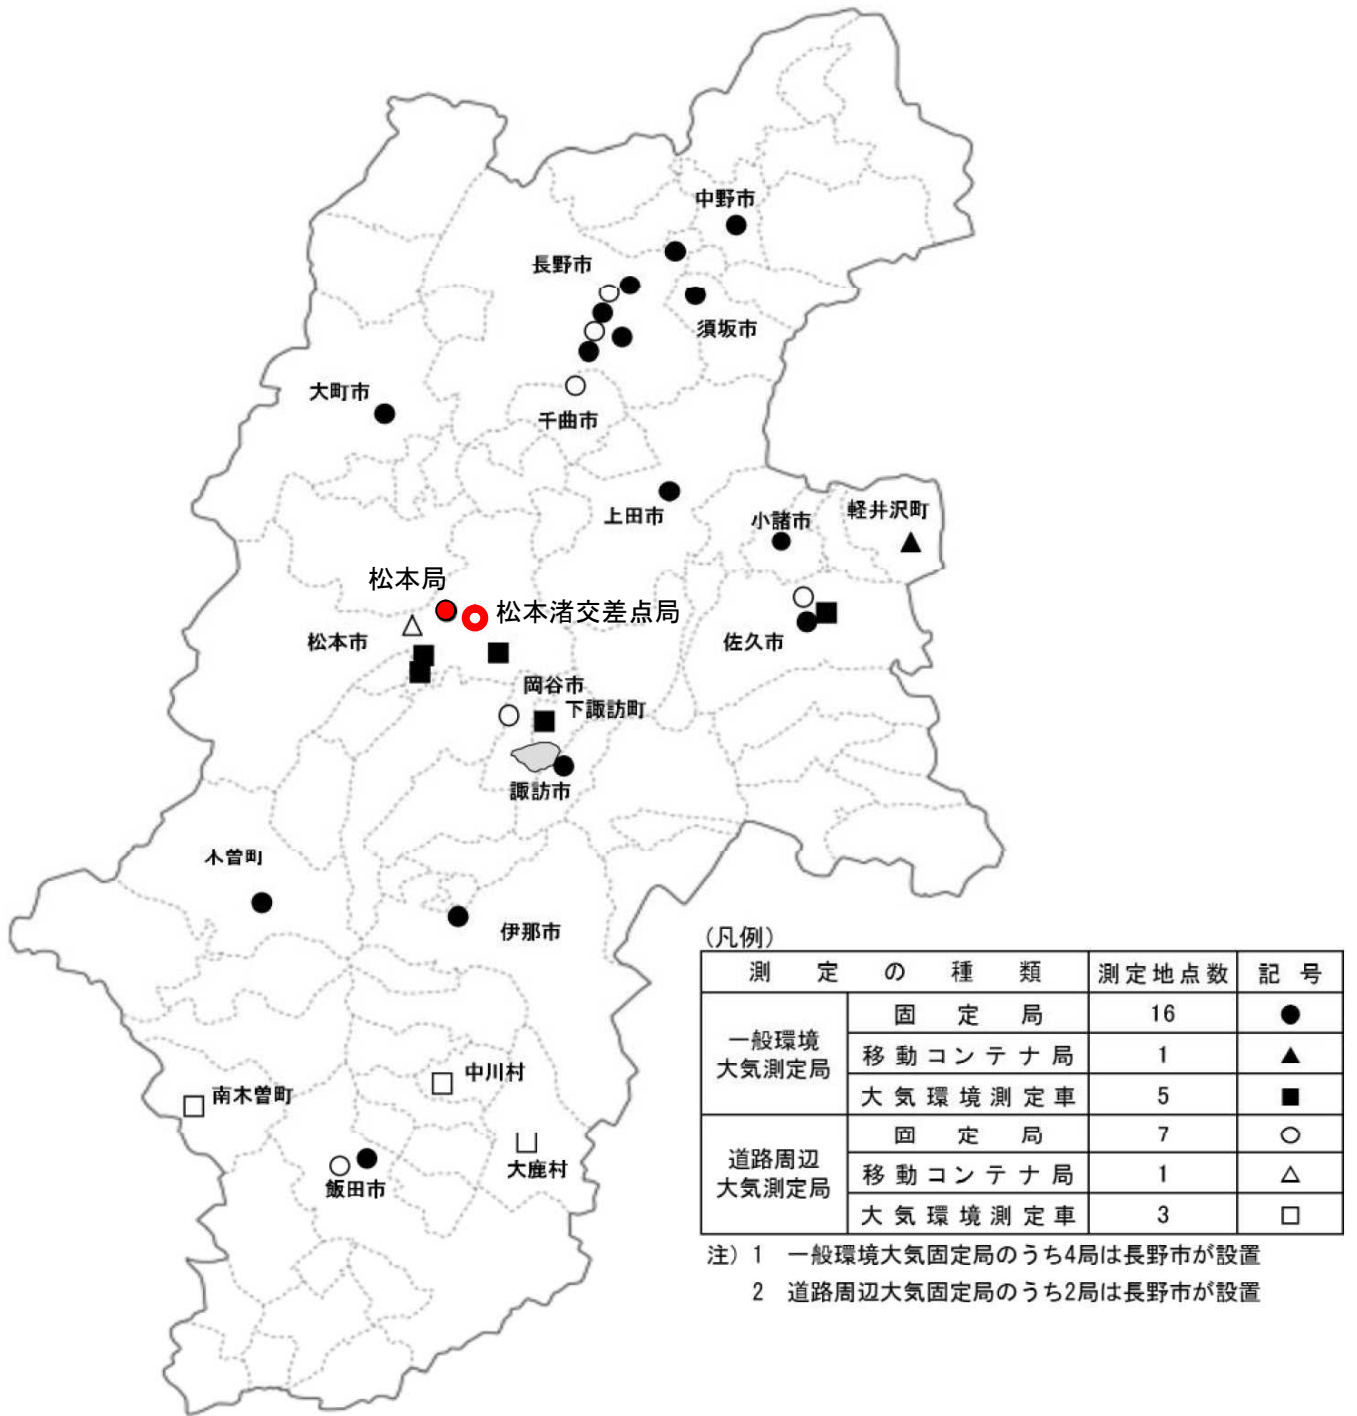 中野市
長野市
須坂市
大町市
千曲市
上田市
小諸市
軽井沢町
松本局
松本渚交差点局
松本市
佐久市
岡谷市
下諏訪町
諏訪市
木曽町
伊那市
中川村
南木曽町
大鹿村
飯田市
(凡例)
測定の種類 測定地点数 記号
一般環境大気測定局 固定局 16 ●
移動コンテナ局 1 ▲
大気環境測定車 5 ■
道路周辺大気測定局 固定局 7 ○
移動コンテナ局 1 △
大気環境測定車 3 □
注) 1 一般環境大気固定局のうち4局は長野市が設置
2 道路周辺大気固定局のうち2局は長野市が設置